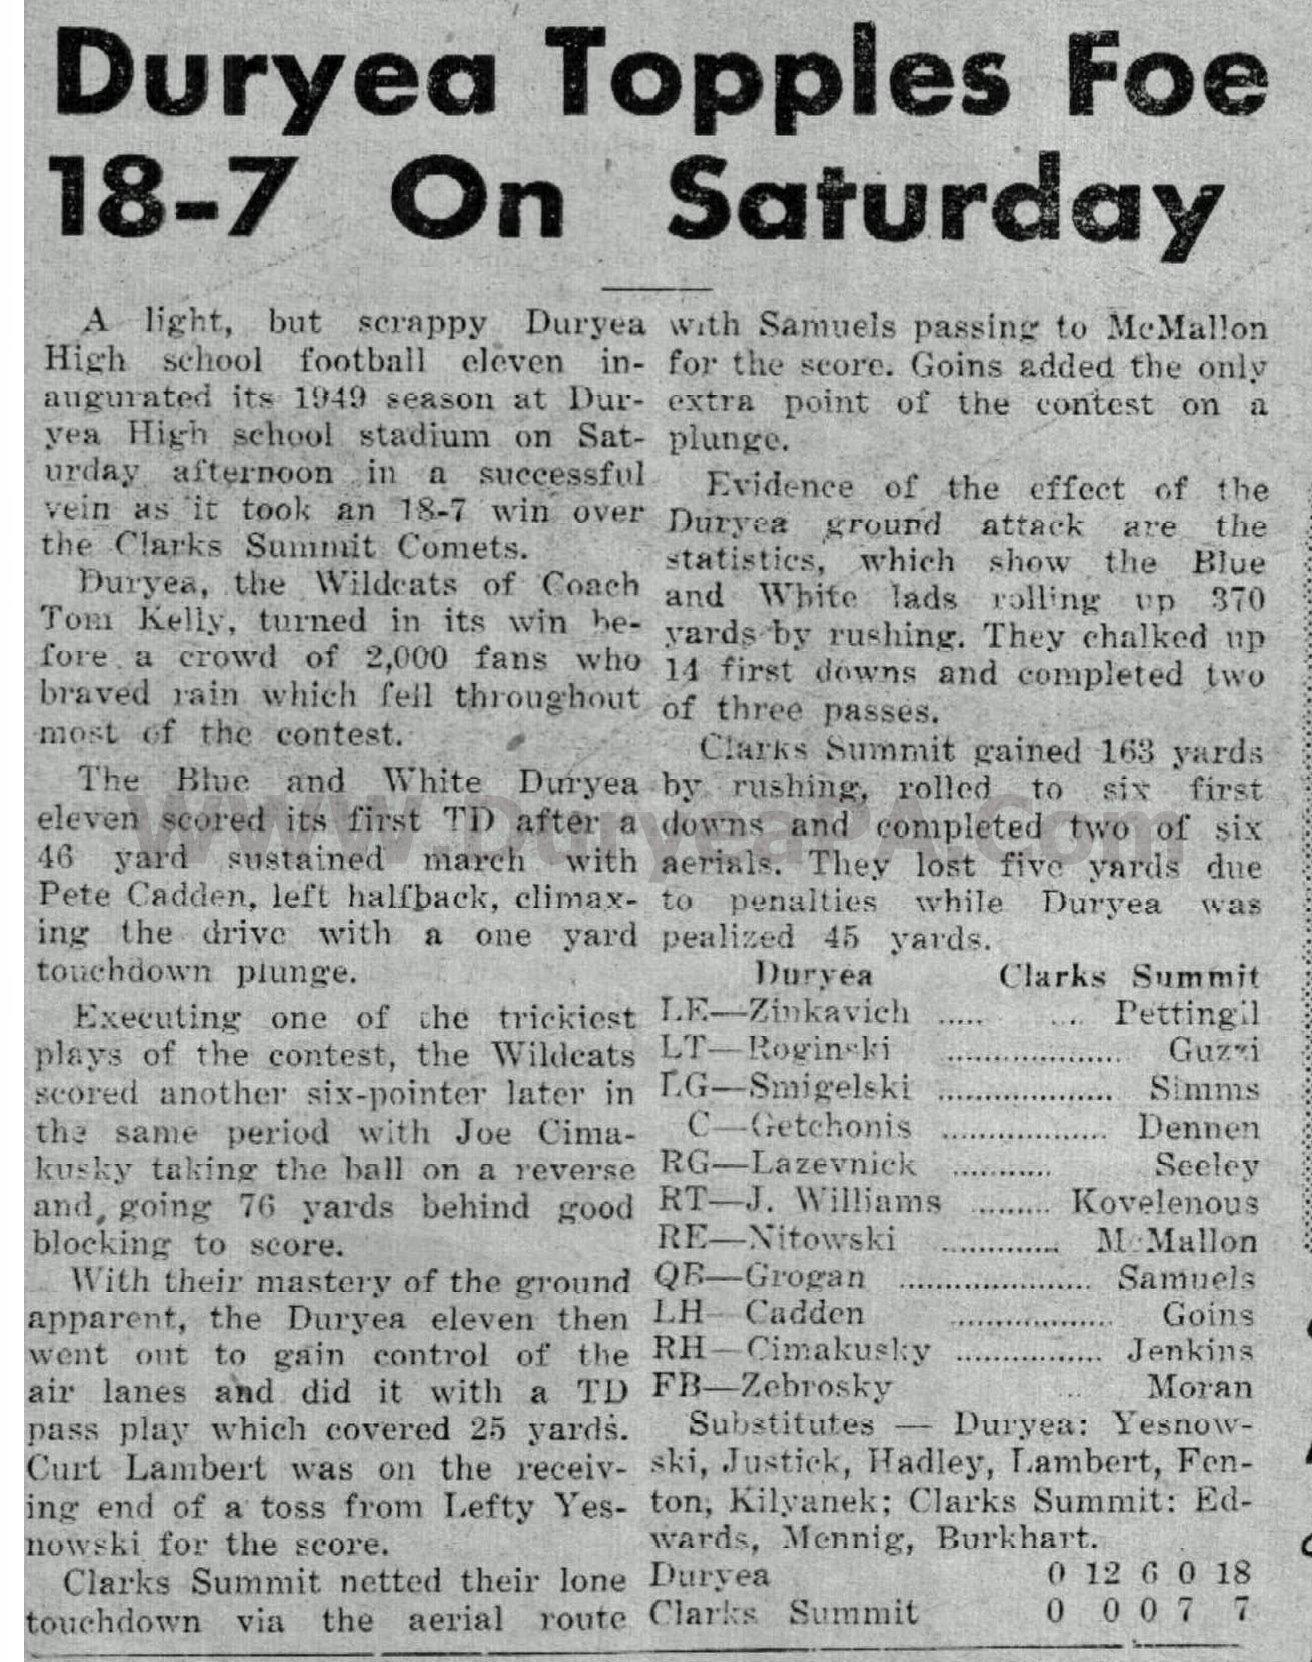 Duryea Topples Foe
18-7 On Saturday
A light, but scrappy Duryea
High school football eleven in-
augurated its 1949 season at Dur-
yea High school stadium on Sat-
urday afternoon in a successful
vein as it took an 18-7 win over
the Clarks Summit Comets.
Duryea, the Wildcats of Coach
Tom Kelly, turned in its win be-
fore a crowd of 2,000 fans who
braved rain which fell throughout
most of the contest.
The Blue and White Duryea
eleven scored its first TD after a
46 yard sustained march with
Pete Cadden, left halfback, climax-
ing the drive with a one yard
touchdown plunge.
Executing one of the trickiest
plays of the contest, the Wildcats
scored another six-pointer later in
the same period with Joe Cima-
kusky taking the ball on a reverse
and, going 76 yards behind good
blocking to score.
With their mastery of the ground
apparent, the Duryea eleven then
went out to gain control of the
air lanes and did it with a TD
pass play which covered 25 yards.
Curt Lambert was on the receiv-
ing end of a toss from Lefty Yes-
nowski for the score.
Clarks Summit netted their lone
touchdown via the aerial route
with Samuels passing to McMallon
for the score. Goins added the only
extra point of the contest on a
plunge.
Evidence of the effect of the
Duryea ground attack are the
statistics, which show the Blue
and White lads rolling up 370
yards by rushing. They chalked up
14 first downs and completed two
of three passes.
Clarks Summit gained 163 yards
by rushing, rolled to six first
downs and completed two of six
aerials. They lost five yards due
to penalties while Duryea was
pealized 45 yards.
Duryea Clarks Summit
LE—Zinkavich ..... .... Pettingil
LT—Roginski .................... Guzzi
LG—Smigelski ................... Simms
C—Getchonis ................... Dennen
RG—Lazevnick ........... Seeley
RT—J. Williams ......... Kovelenous
RE—Nitowski ............. McMallon
QB—Grogan ..................... Samuels
LH—Cadden .................. Goins
RH—Cimakusky ................ Jenkins
FB—Zebrosky ... Moran
Substitutes — Duryea: Yesnow-
ski, Justick, Hadley, Lambert, Fen-
ton, Kilyanek; Clarks Summit: Ed-
wards, Mennig, Burkhart.
Duryea 0 12 6 0 18
Clarks Summit 0 0 0 7 7
www.DuryeaPA.Com